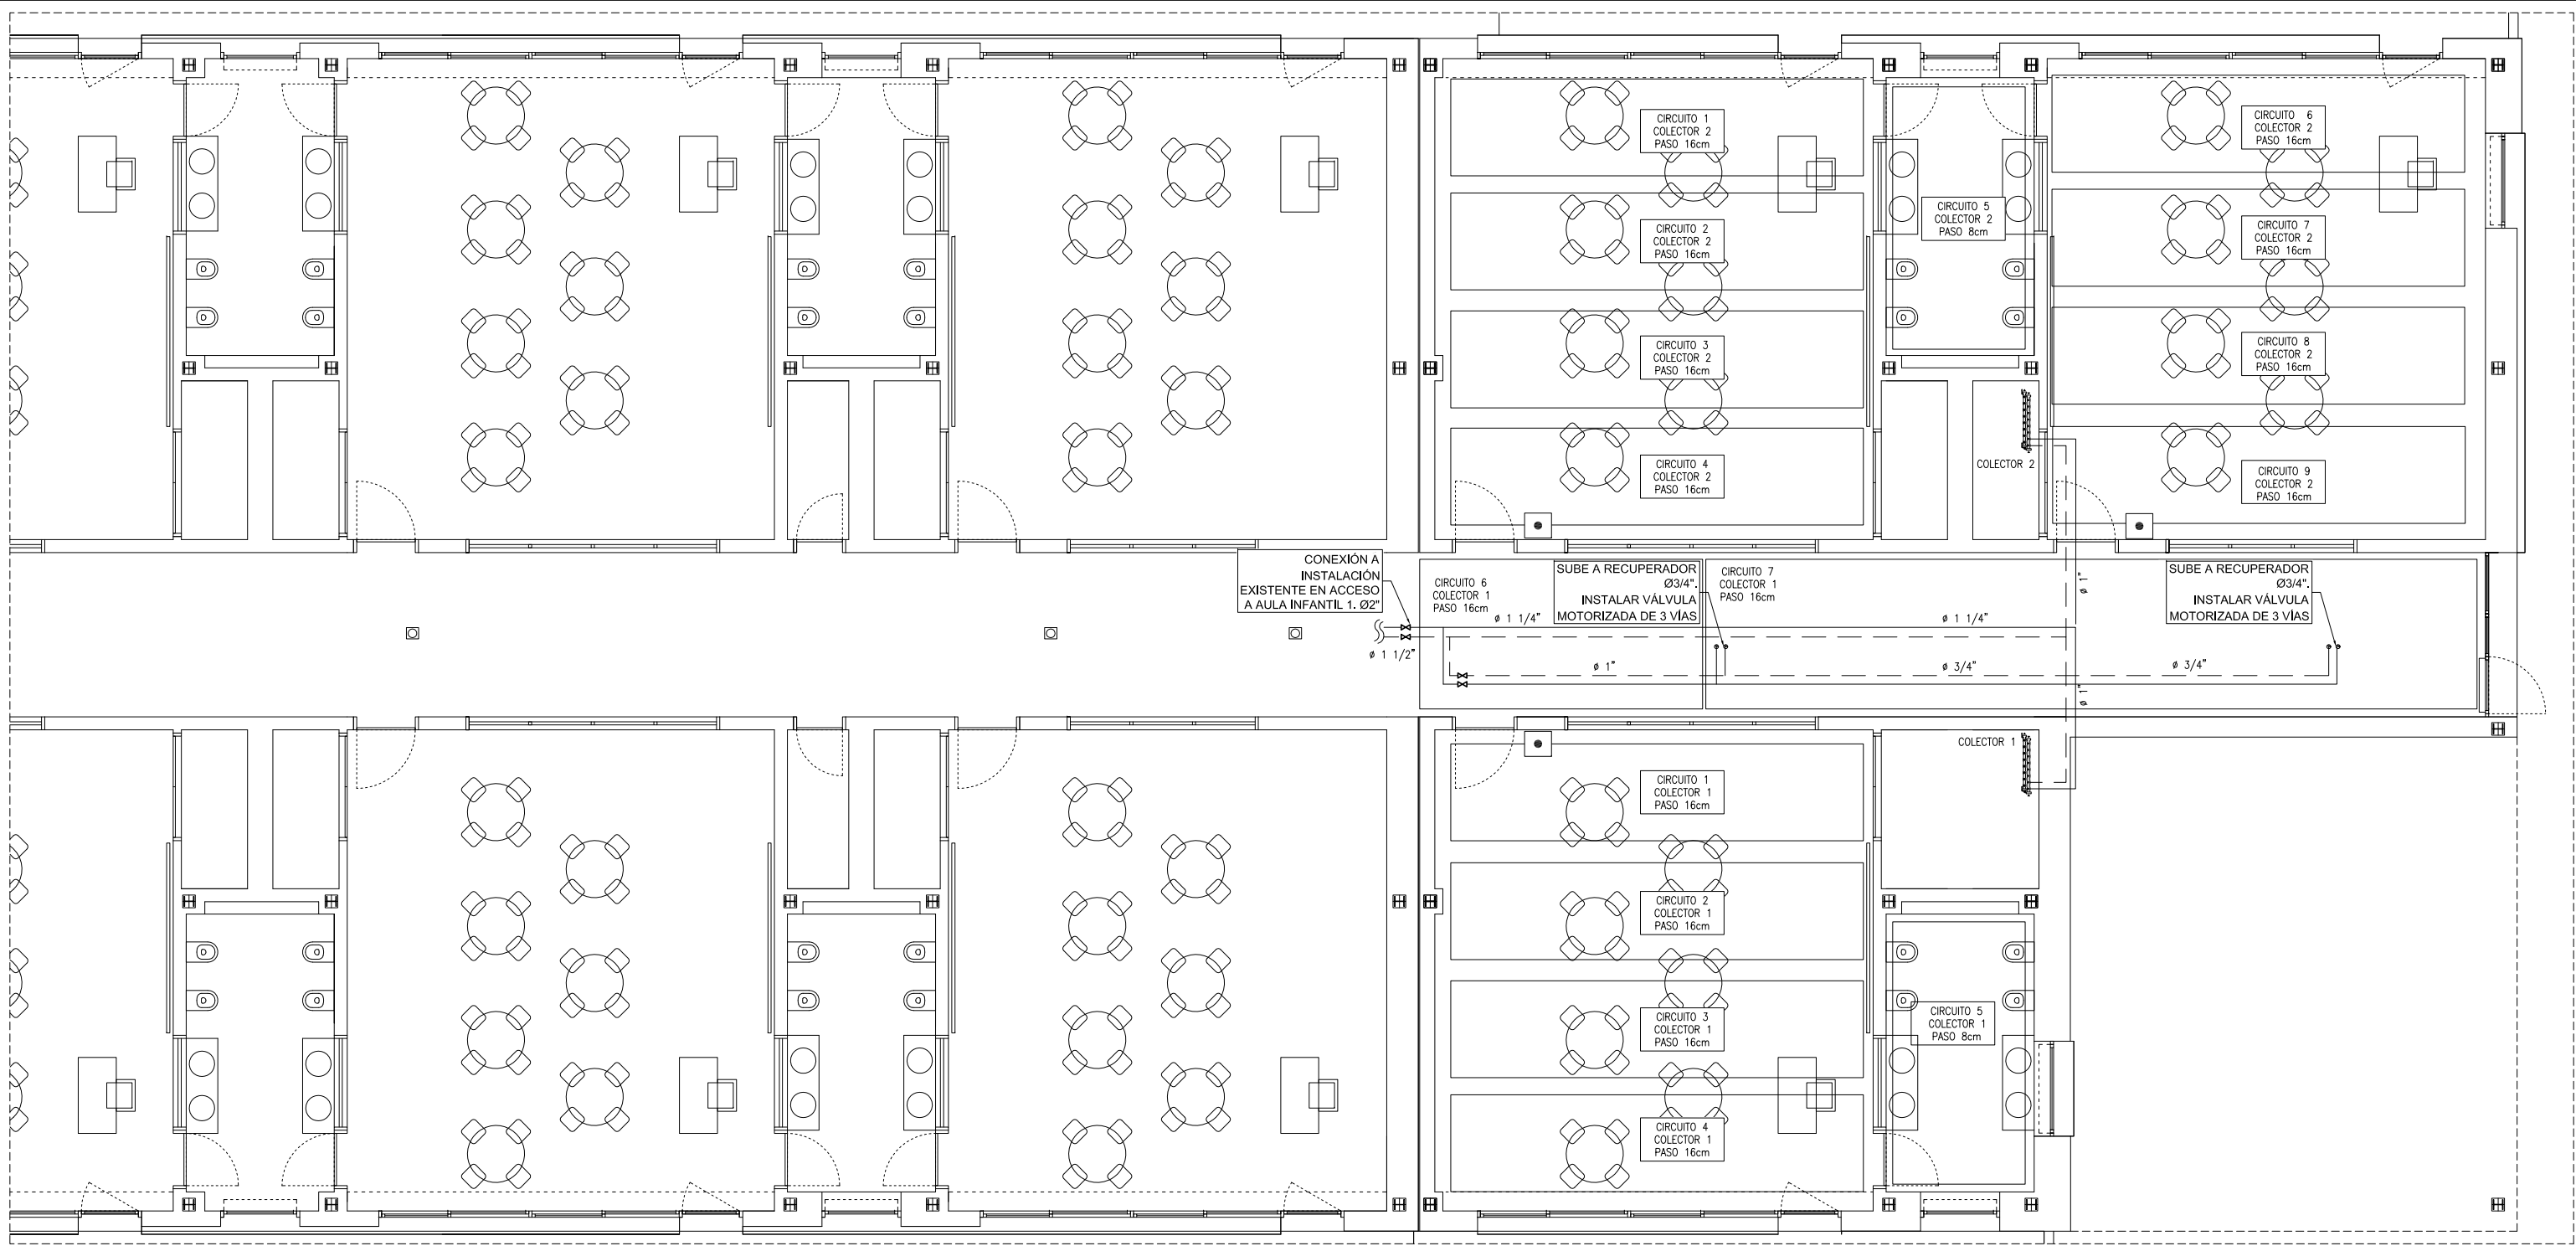 CIRCUITO 1
COLECTOR 2
PASO 16cm
CIRCUITO 2
COLECTOR 2
PASO 16cm
CIRCUITO 3
COLECTOR 2
PASO 16cm
CIRCUITO 4
COLECTOR 2
PASO 16cm
CIRCUITO 5
COLECTOR 2
PASO 8cm
CIRCUITO 6
COLECTOR 2
PASO 16cm
CIRCUITO 7
COLECTOR 2
PASO 16cm
CIRCUITO 8
COLECTOR 2
PASO 16cm
CIRCUITO 9
COLECTOR 2
PASO 16cm
COLECTOR 2
CONEXIÓN A
INSTALACIÓN
EXISTENTE EN ACCESO
A AULA INFANTIL 1. Ø2"
CIRCUITO 6
COLECTOR 1
PASO 16cm
SUBE A RECUPERADOR
Ø3/4".
INSTALAR VÁLVULA
MOTORIZADA DE 3 VÍAS
CIRCUITO 7
COLECTOR 1
PASO 16cm
SUBE A RECUPERADOR
Ø3/4".
INSTALAR VÁLVULA
MOTORIZADA DE 3 VÍAS
ø 1"
ø 1 1/4"
ø 1 1/4"
ø 1 1/2"
ø 1"
ø 3/4"
ø 3/4"
ø 1"
COLECTOR 1
CIRCUITO 1
COLECTOR 1
PASO 16cm
CIRCUITO 2
COLECTOR 1
PASO 16cm
CIRCUITO 3
COLECTOR 1
PASO 16cm
CIRCUITO 4
COLECTOR 1
PASO 16cm
CIRCUITO 5
COLECTOR 1
PASO 8cm